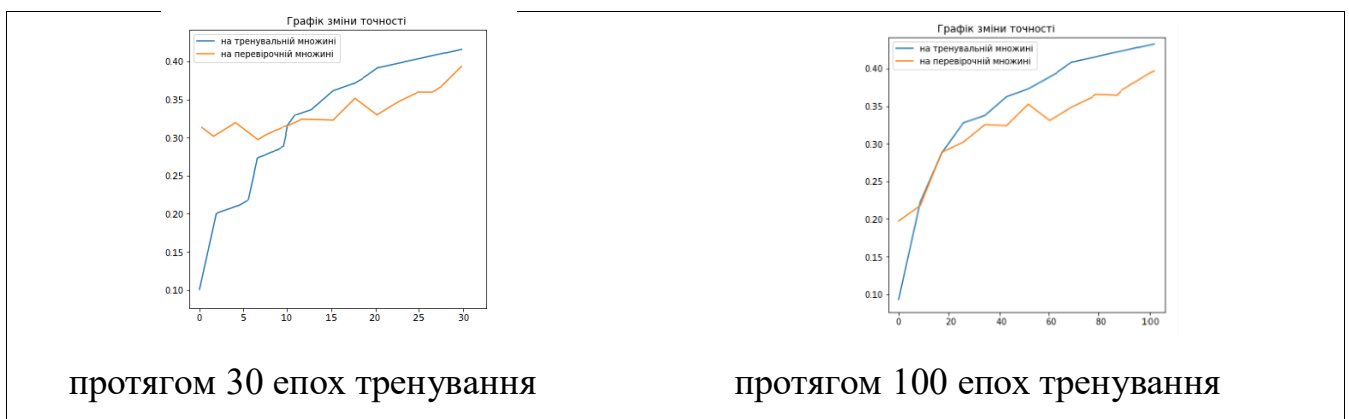 Графік зміни точності
на тренувальній множині
на перевірочній множині
0.40
0.35
0.30
0.25
0.20
0.15
0.10
0 5 10 15 20 25 30
протягом 30 епох тренування
Графік зміни точності
на тренувальній множині
на перевірочній множині
0.40
0.35
0.30
0.25
0.20
0.15
0.10
0 20 40 60 80 100
протягом 100 епох тренування